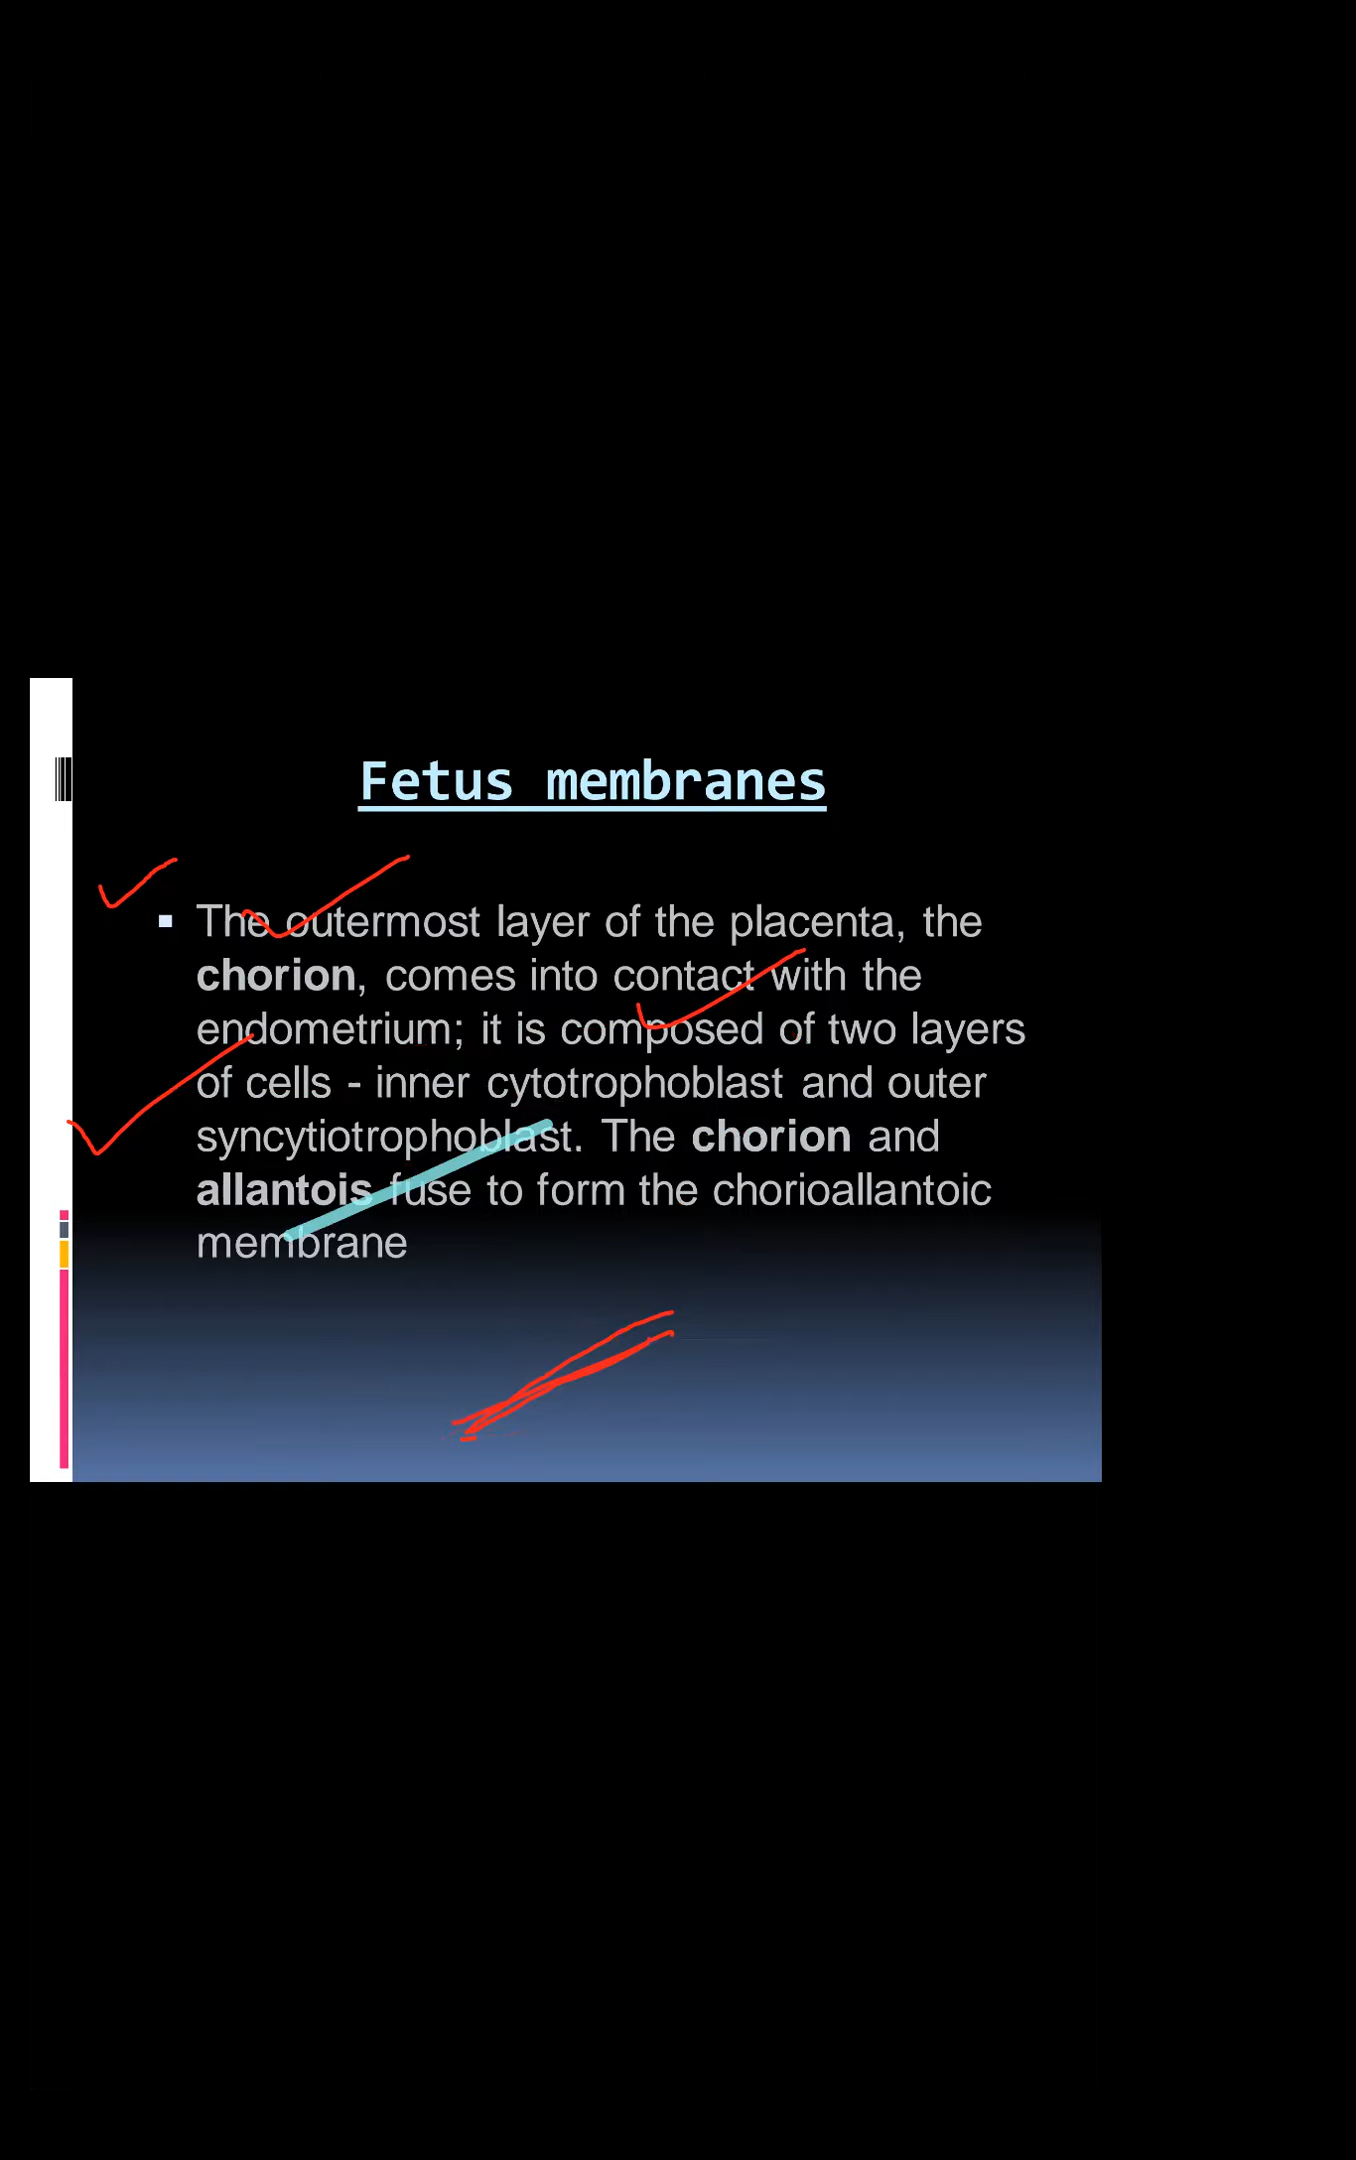 Fetus membranes
▪ The outermost layer of the placenta, the
chorion, comes into contact with the
endometrium; it is composed of two layers
of cells - inner cytotrophoblast and outer
syncytiotrophoblast. The chorion and
allantois fuse to form the chorioallantoic
membrane